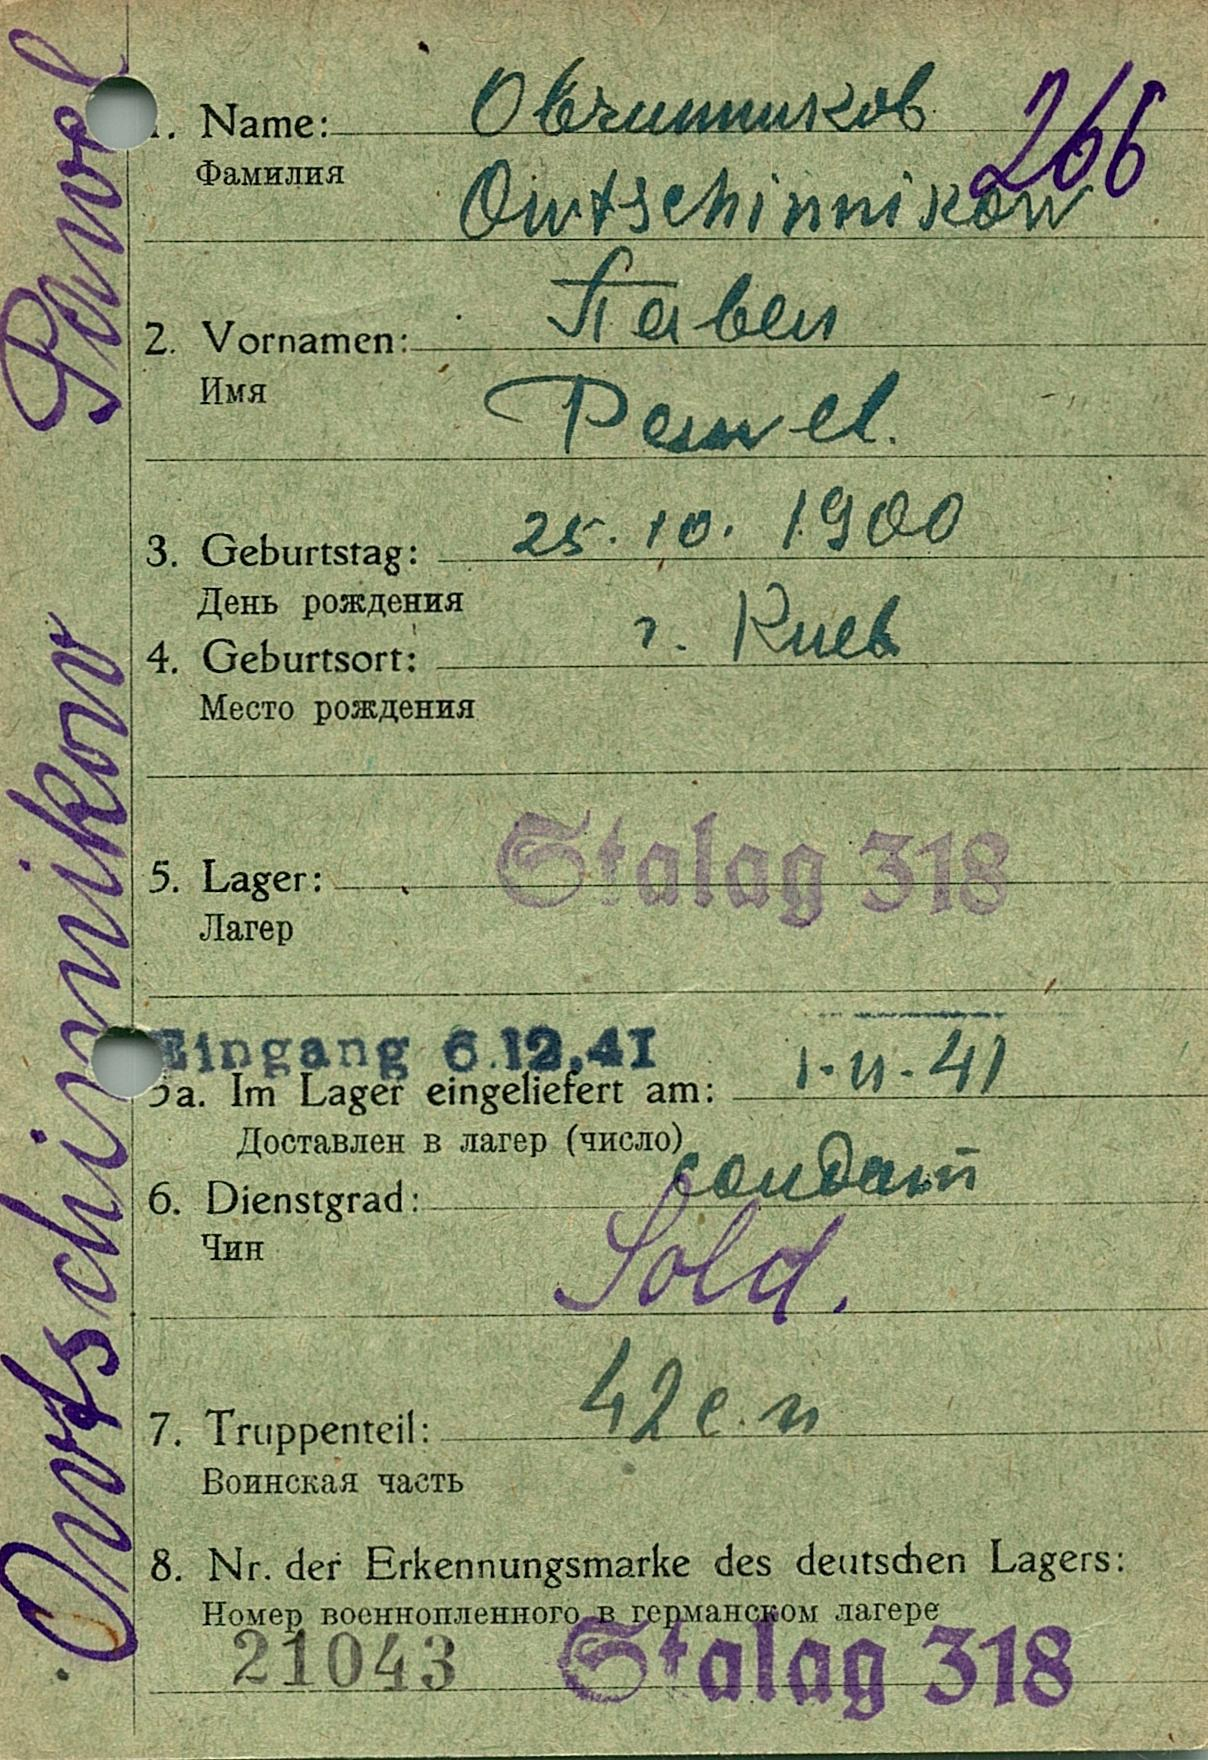 Owtschinnikow Pawel
1. Name: Овчинников
266
Фамилия
Owtschinnikow
2. Vornamen: Павел
Имя
Pawel.
3. Geburtstag: 25. 10. 1900
День рождения
4. Geburtsort: г. Киев
Место рождения
5. Lager: Stalag 318
Лагер
Eingang 6.12.41
5a. Im Lager eingeliefert am: 1-11-41
Доставлен в лагер (число)
6. Dienstgrad: солдат
Чин
Sold.
7. Truppenteil: 42 с.п
Воинская часть
8. Nr. der Erkennungsmarke des deutschen Lagers:
Номер военнопленного в германском лагере
21043 Stalag 318